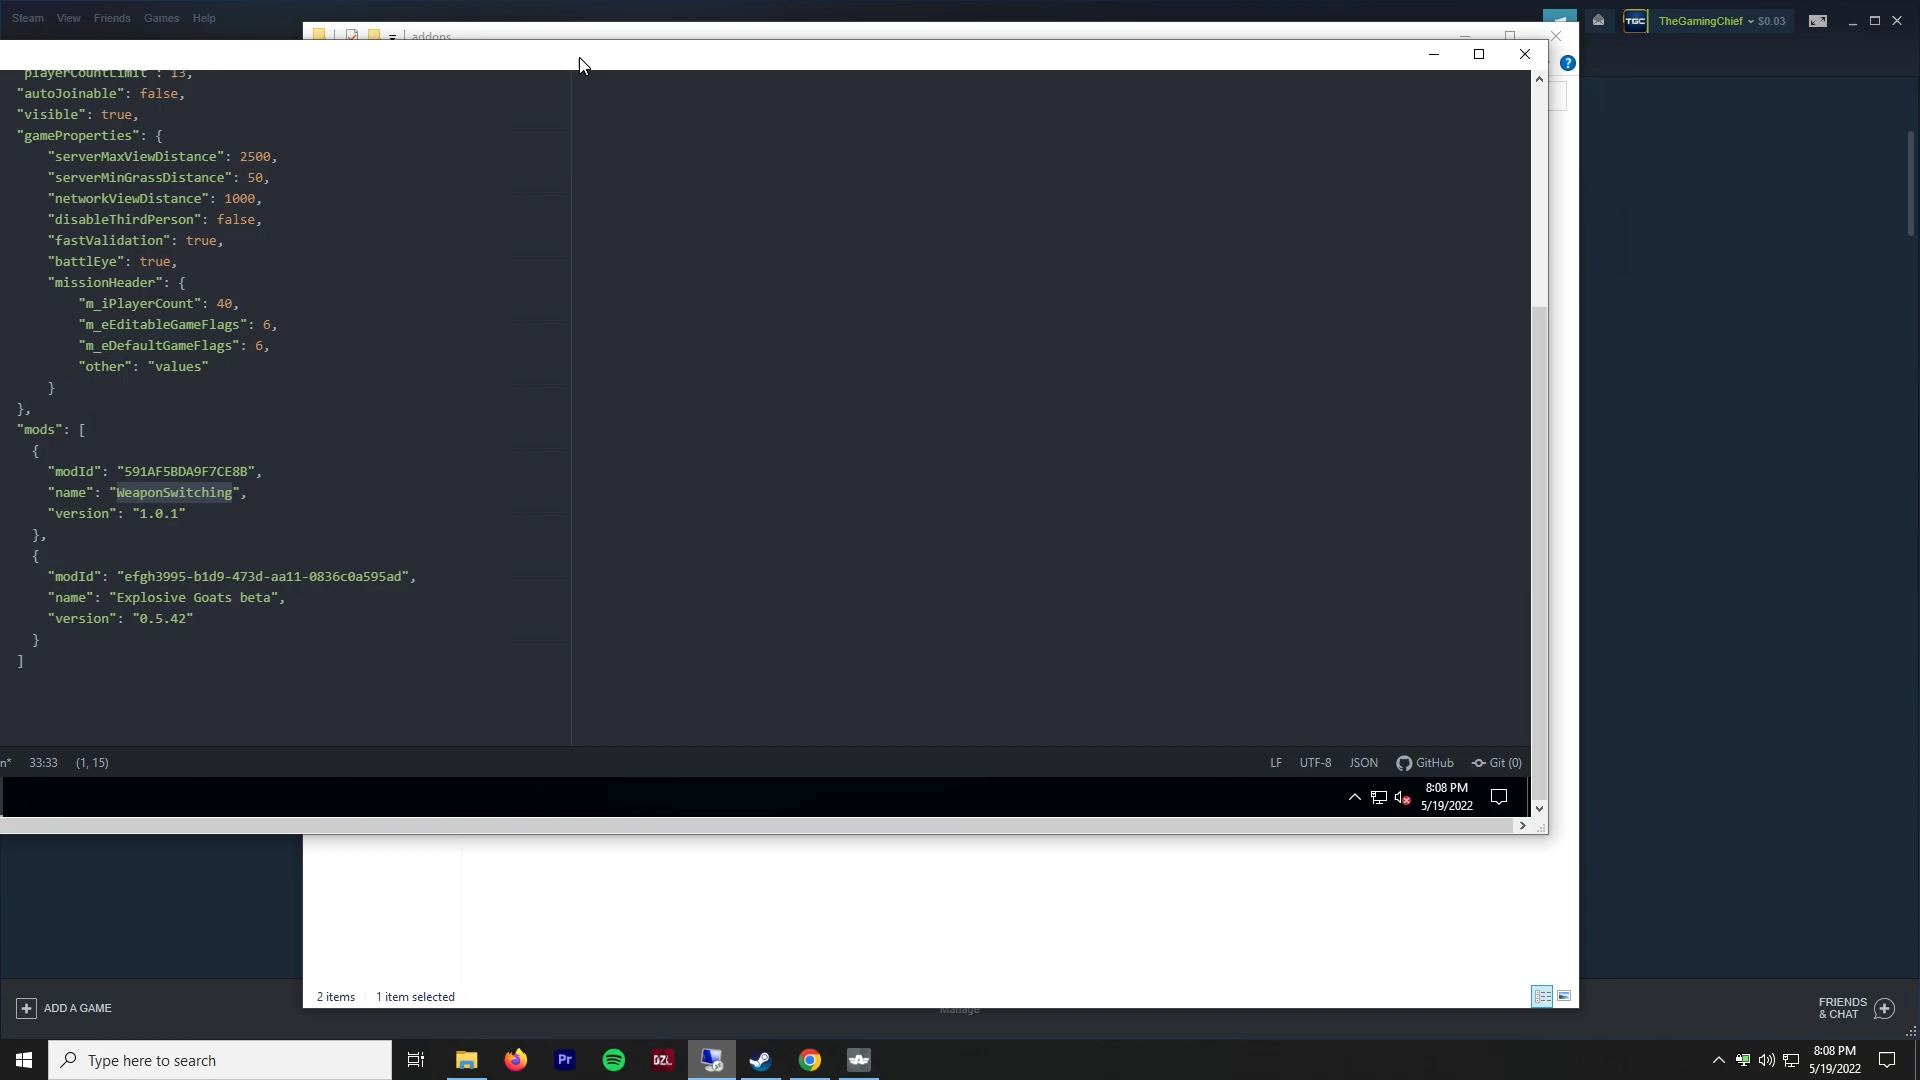 Steam View Friends Games Help
addons
TGC TheGamingChief $0.03
"playerCountLimit": 13,
"autoJoinable": false,
"visible": true,
"gameProperties": {
"serverMaxViewDistance": 2500,
"serverMinGrassDistance": 50,
"networkViewDistance": 1000,
"disableThirdPerson": false,
"fastValidation": true,
"battlEye": true,
"missionHeader": {
"m_iPlayerCount": 40,
"m_eEditableGameFlags": 6,
"m_eDefaultGameFlags": 6,
"other": "values"
}
},
"mods": [
{
"modId": "591AF5BDA9F7CE8B",
"name": "WeaponSwitching",
"version": "1.0.1"
},
{
"modId": "efgh3995-b1d9-473d-aa11-0836c0a595ad",
"name": "Explosive Goats beta",
"version": "0.5.42"
}
]
n* 33:33 (1, 15) LF UTF-8 JSON GitHub Git (0)
8:08 PM
5/19/2022
2 items 1 item selected
ADD A GAME
Manage
FRIENDS
& CHAT
Type here to search
Pr
DZL
8:08 PM
5/19/2022